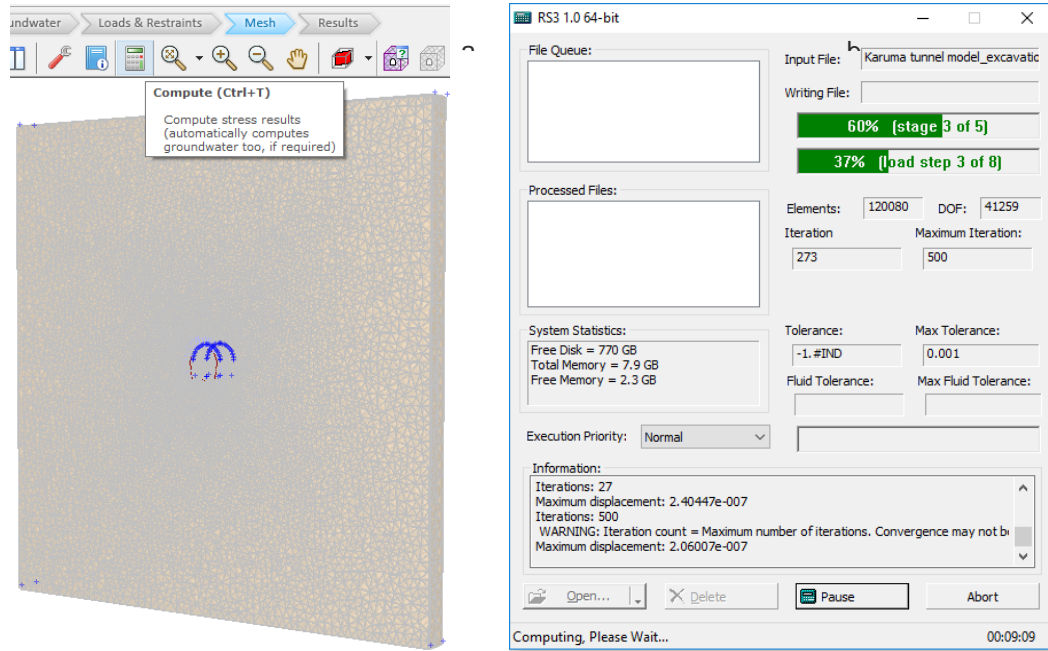 undwater
Loads & Restraints
Mesh
Results
Compute (Ctrl+T)
Compute stress results
(automatically computes
groundwater too, if required)
RS3 1.0 64-bit
File Queue:
Input File:
Karuma tunnel model_excavatic
Writing File:
60% (stage 3 of 5)
37% (load step 3 of 8)
Processed Files:
Elements:
120080
DOF:
41259
Iteration
Maximum Iteration:
273
500
System Statistics:
Free Disk = 770 GB
Total Memory = 7.9 GB
Free Memory = 2.3 GB
Tolerance:
Max Tolerance:
-1.#IND
0.001
Fluid Tolerance:
Max Fluid Tolerance:
Execution Priority:
Normal
Information:
Iterations: 27
Maximum displacement: 2.40447e-007
Iterations: 500
WARNING: Iteration count = Maximum number of iterations. Convergence may not b
Maximum displacement: 2.06007e-007
Open...
Delete
Pause
Abort
Computing, Please Wait...
00:09:09